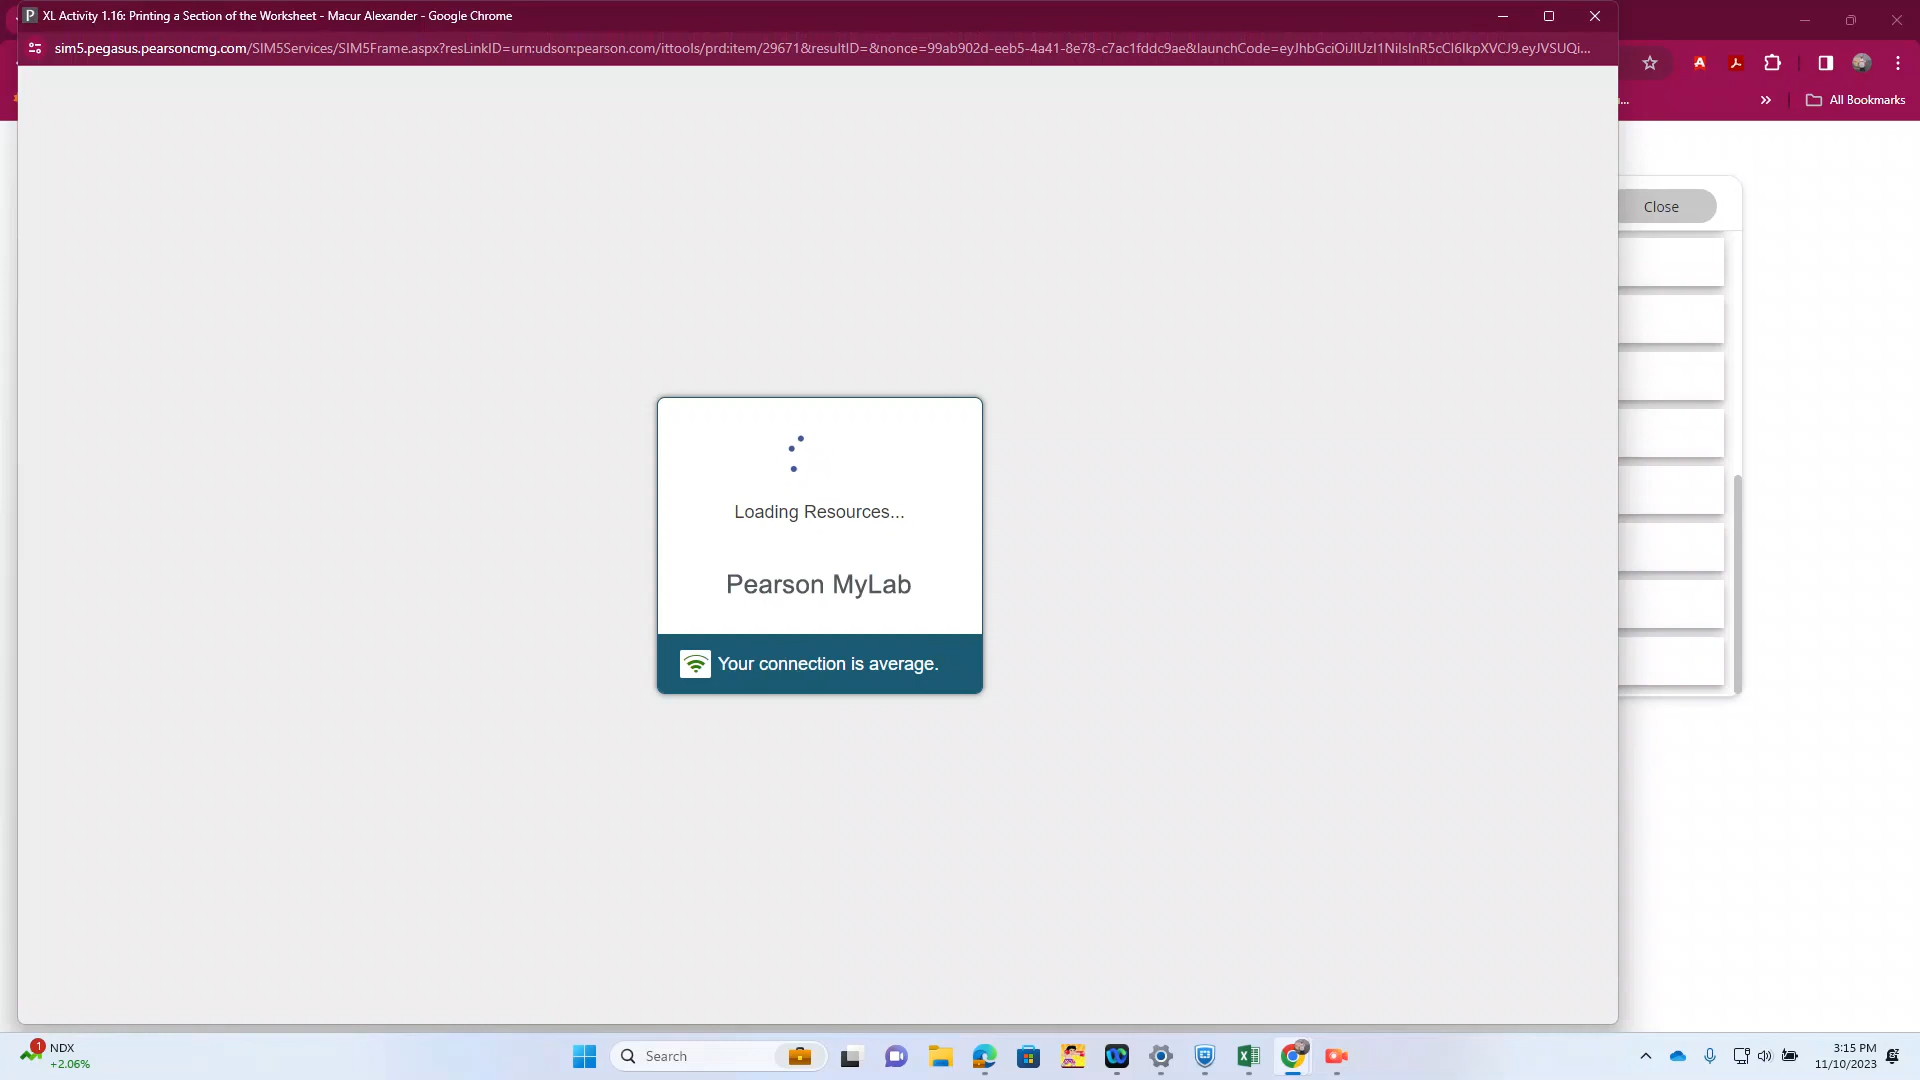 XL Activity 1.16: Printing a Section of the Worksheet - Macur Alexander - Google Chrome
sim5.pegasus.pearsoncmg.com/SIM5Services/SIM5Frame.aspx?resLinkID=urn:udson:pearson.com/ittools/prd:item/29671&resultID=&nonce=99ab902d-eeb5-4a41-8e78-c7ac1fddc9ae&launchCode=eyJhbGciOiJIUzI1NiIsInR5cCI6IkpXVCJ9.eyJVSUQi...
All Bookmarks
Close
Loading Resources...
Pearson MyLab
Your connection is average.
1
NDX
+2.06%
Search
3:15 PM
11/10/2023